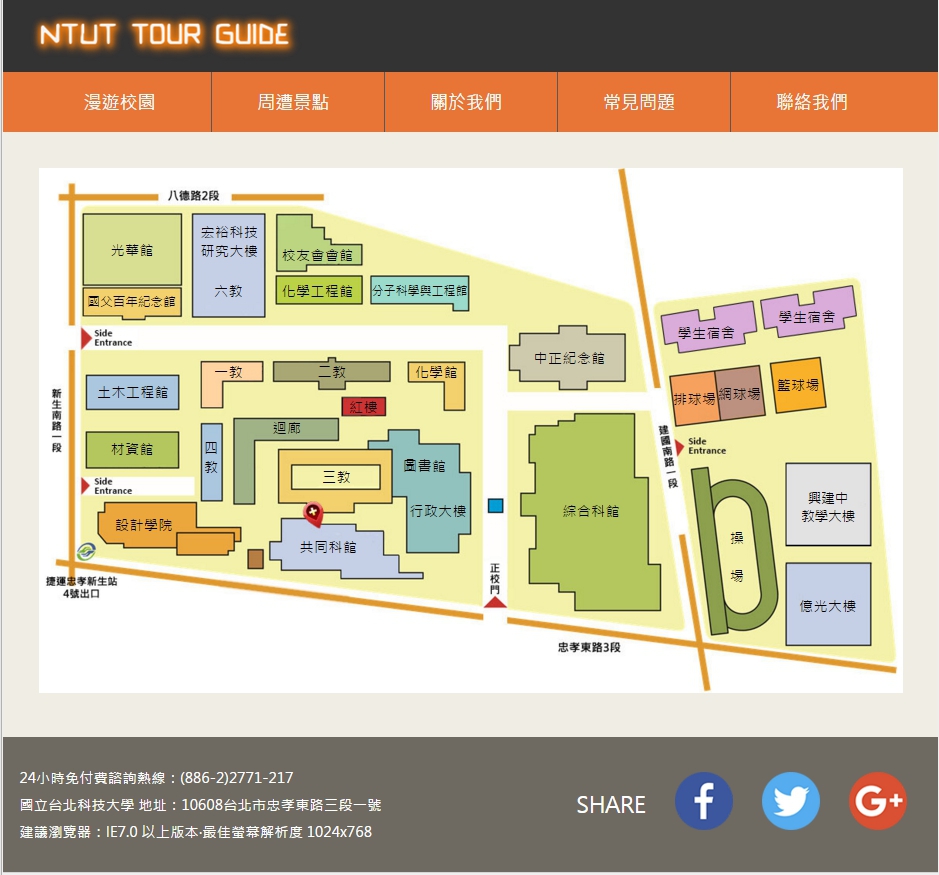 NTUT TOUR GUIDE
漫遊校園
周遭景點
關於我們
常見問題
聯絡我們
八德路2段
光華館
宏裕科技
研究大樓
六教
校友會會館
國父百年紀念館
化學工程館
分子科學與工程館
Side
Entrance
中正紀念館
學生宿舍
學生宿舍
新生南路一段
土木工程館
一教
二教
化學館
紅樓
排球場
網球場
籃球場
材資館
四教
迴廊
三教
圖書館
行政大樓
建國南路一段
Side
Entrance
Side
Entrance
設計學院
共同科館
綜合科館
興建中
教學大樓
操場
億光大樓
捷運忠孝新生站
4號出口
正校門
忠孝東路3段
24小時免付費諮詢熱線：(886-2)2771-217
國立台北科技大學 地址：10608台北市忠孝東路三段一號
建議瀏覽器：IE7.0 以上版本‧最佳螢幕解析度 1024x768
SHARE
f
G+